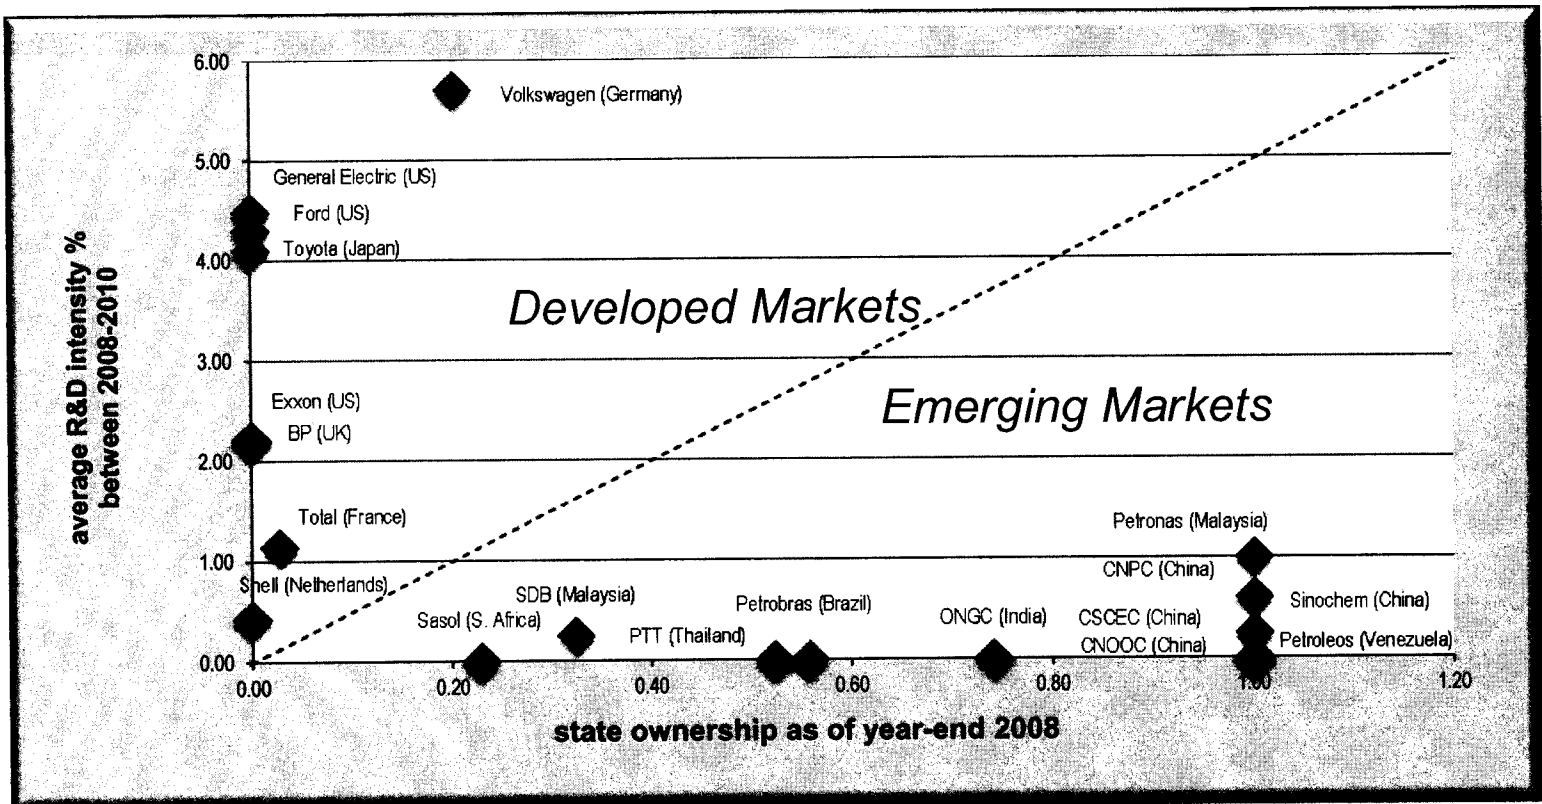 6.00
Volkswagen (Germany)
5.00
General Electric (US)
Ford (US)
Toyota (Japan)
4.00
Developed Markets
average R&D intensity %
between 2008-2010
3.00
Emerging Markets
Exxon (US)
BP (UK)
2.00
Total (France)
Petronas (Malaysia)
1.00
CNPC (China)
Shell (Netherlands)
SDB (Malaysia)
Petrobras (Brazil)
Sinochem (China)
Sasol (S. Africa)
ONGC (India)
CSCEC (China)
PTT (Thailand)
CNOOC (China)
Petroleos (Venezuela)
0.00
0.00 0.20 0.40 0.60 0.80 1.00 1.20
state ownership as of year-end 2008